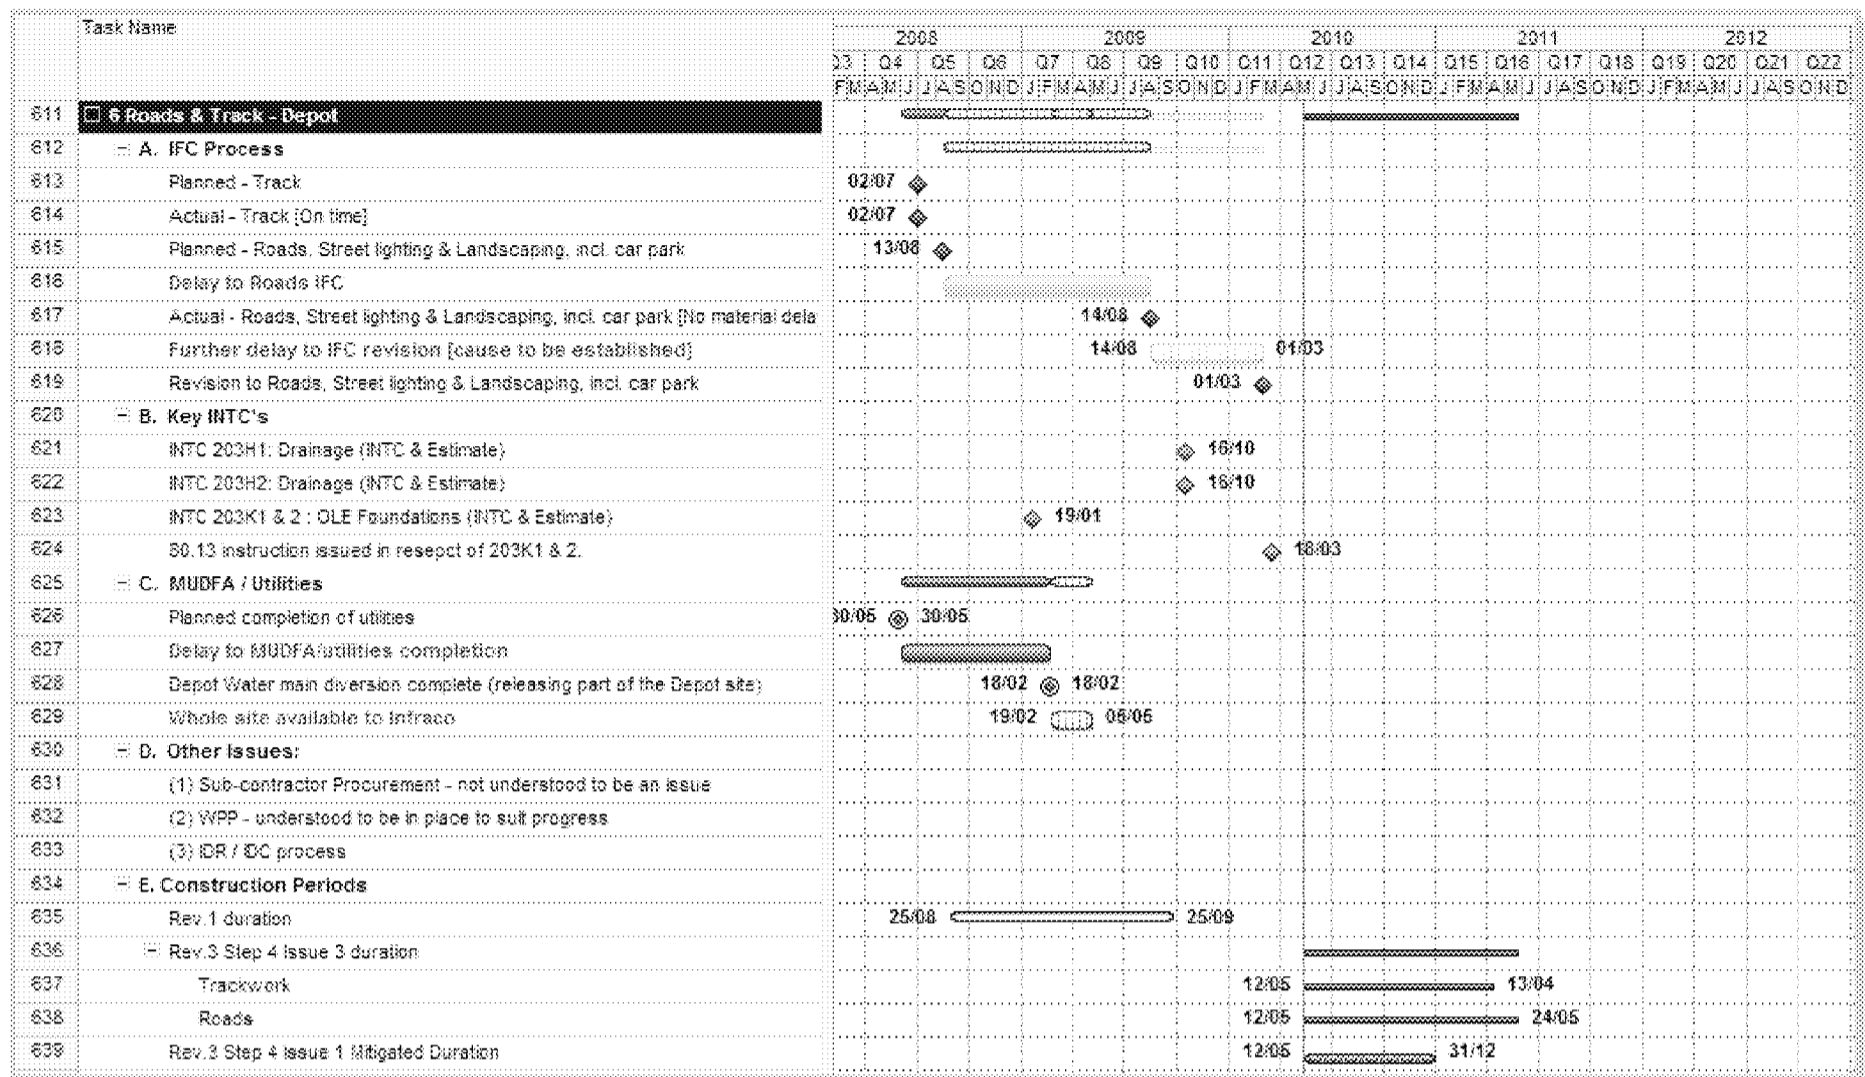 Task Name
2008 2009 2010 2011 2012
Q3 Q4 Q5 Q6 Q7 Q8 Q9 Q10 Q11 Q12 Q13 Q14 Q15 Q16 Q17 Q18 Q19 Q20 Q21 Q22
F M A M J J A S O N D J F M A M J J A S O N D J F M A M J J A S O N D J F M A M J J A S O N D J F M A M J J A S O N D
611 6 Roads & Track - Depot
612 A. IFC Process
613 Planned - Track 02/07
614 Actual - Track [On time] 02/07
615 Planned - Roads, Street lighting & Landscaping, incl. car park 13/08
616 Delay to Roads IFC
617 Actual - Roads, Street lighting & Landscaping, incl. car park [No material dela 14/08
618 Further delay to IFC revision [cause to be established] 14/08 01/03
619 Revision to Roads, Street lighting & Landscaping, incl. car park 01/03
620 B. Key INTC's
621 INTC 203H1: Drainage (INTC & Estimate) 16/10
622 INTC 203H2: Drainage (INTC & Estimate) 16/10
623 INTC 203K1 & 2 : OLE Foundations (INTC & Estimate) 19/01
624 80.13 instruction issued in resepct of 203K1 & 2. 18/03
625 C. MUDFA / Utilities
626 Planned completion of utilities 30/05 30/05
627 Delay to MUDFA/utilities completion
628 Depot Water main diversion complete (releasing part of the Depot site) 18/02 18/02
629 Whole site available to Infraco 19/02 05/05
630 D. Other Issues:
631 (1) Sub-contractor Procurement - not understood to be an issue
632 (2) WPP - understood to be in place to suit progress
633 (3) IDR / IDC process
634 E. Construction Periods
635 Rev.1 duration 25/08 25/09
636 Rev.3 Step 4 Issue 3 duration
637 Trackwork 12/05 13/04
638 Roads 12/05 24/05
639 Rev.3 Step 4 Issue 1 Mitigated Duration 12/05 31/12